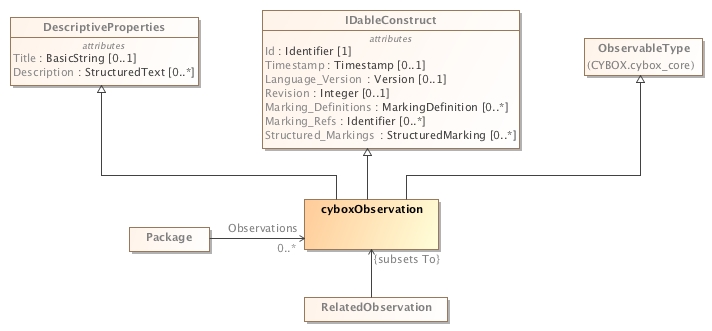 DescriptiveProperties
attributes
Title : BasicString [0..1]
Description : StructuredText [0..*]
IDableConstruct
attributes
Id : Identifier [1]
Timestamp : Timestamp [0..1]
Language_Version : Version [0..1]
Revision : Integer [0..1]
Marking_Definitions : MarkingDefinition [0..*]
Marking_Refs : Identifier [0..*]
Structured_Markings : StructuredMarking [0..*]
ObservableType
(CYBOX.cybox_core)
cyboxObservation
Package
Observations
0..*
{subsets To}
RelatedObservation